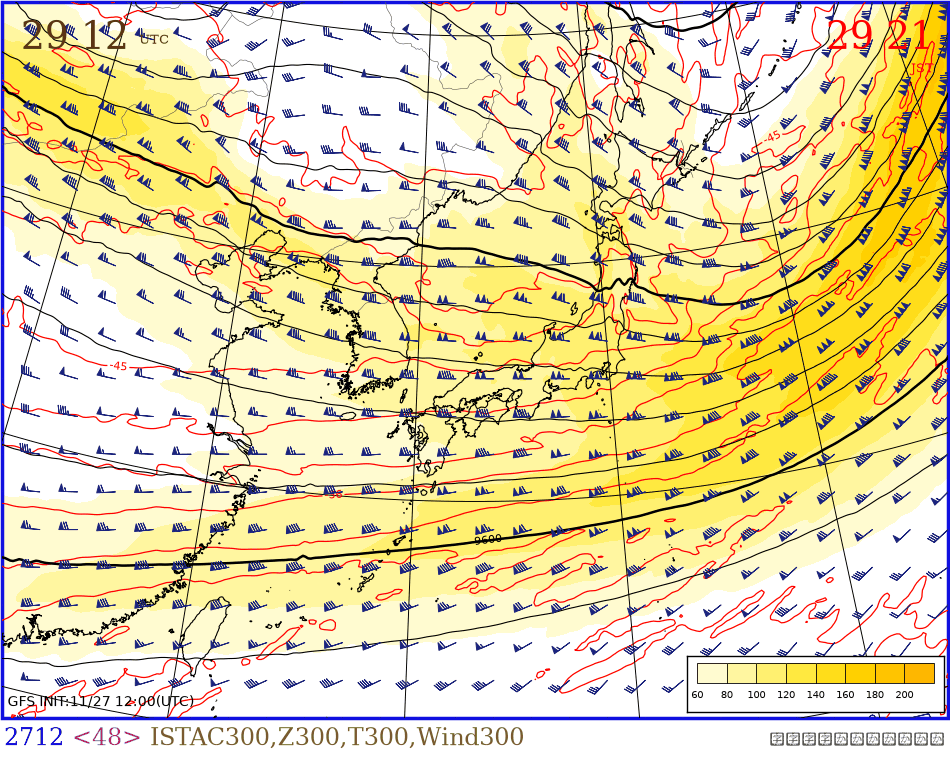 29 12 UTC
29 21 JST
-45
-45
-35
9600
60 80 100 120 140 160 180 200
GFS INIT:11/27 12:00(UTC)
2712 <48> ISTAC300,Z300,T300,Wind300